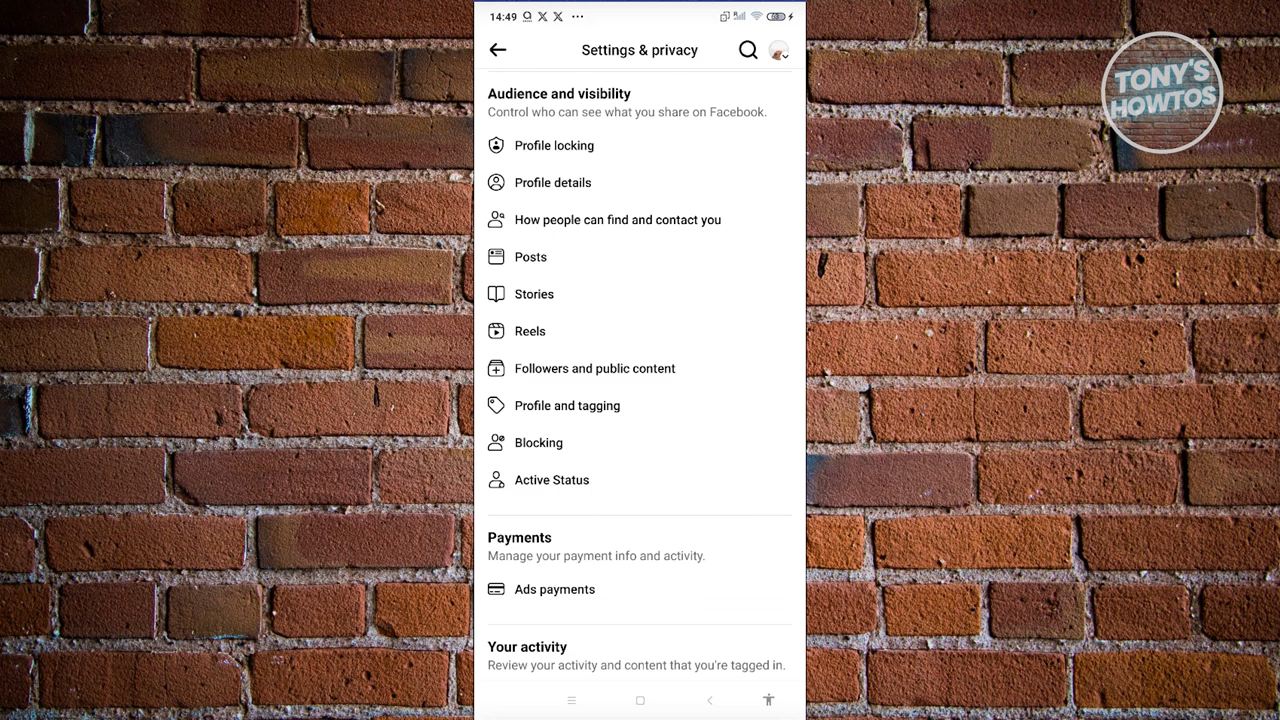 14:49
Settings & privacy
TONY'S
HOWTOS
Audience and visibility
Control who can see what you share on Facebook.
Profile locking
Profile details
How people can find and contact you
Posts
Stories
Reels
Followers and public content
Profile and tagging
Blocking
Active Status
Payments
Manage your payment info and activity.
Ads payments
Your activity
Review your activity and content that you're tagged in.